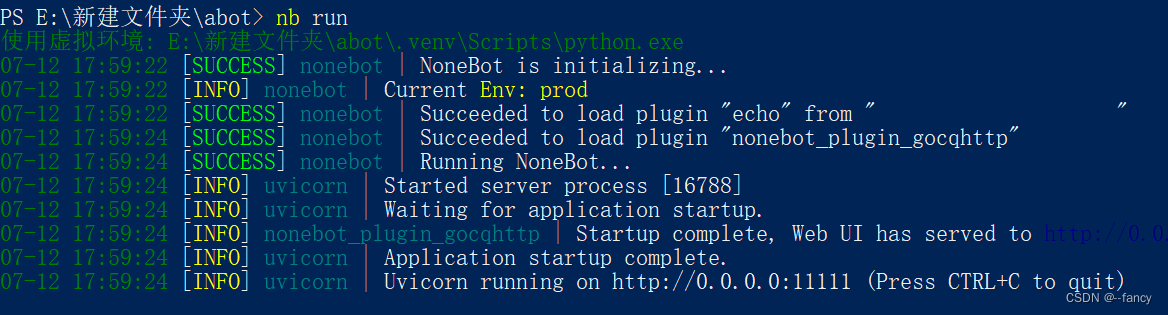 PS E:\新建文件夹\abot> nb run
使用虚拟环境: E:\新建文件夹\abot\.venv\Scripts\python.exe
07-12 17:59:22 [SUCCESS] nonebot | NoneBot is initializing...
07-12 17:59:22 [INFO] nonebot | Current Env: prod
07-12 17:59:22 [SUCCESS] nonebot | Succeeded to load plugin "echo" from "                    "
07-12 17:59:24 [SUCCESS] nonebot | Succeeded to load plugin "nonebot_plugin_gocqhttp"
07-12 17:59:24 [SUCCESS] nonebot | Running NoneBot...
07-12 17:59:24 [INFO] uvicorn | Started server process [16788]
07-12 17:59:24 [INFO] uvicorn | Waiting for application startup.
07-12 17:59:24 [INFO] nonebot_plugin_gocqhttp | Startup complete, Web UI has served to http://0.0
07-12 17:59:24 [INFO] uvicorn | Application startup complete.
07-12 17:59:24 [INFO] uvicorn | Uvicorn running on http://0.0.0.0:11111 (Press CTRL+C to quit)
CSDN @--fancy